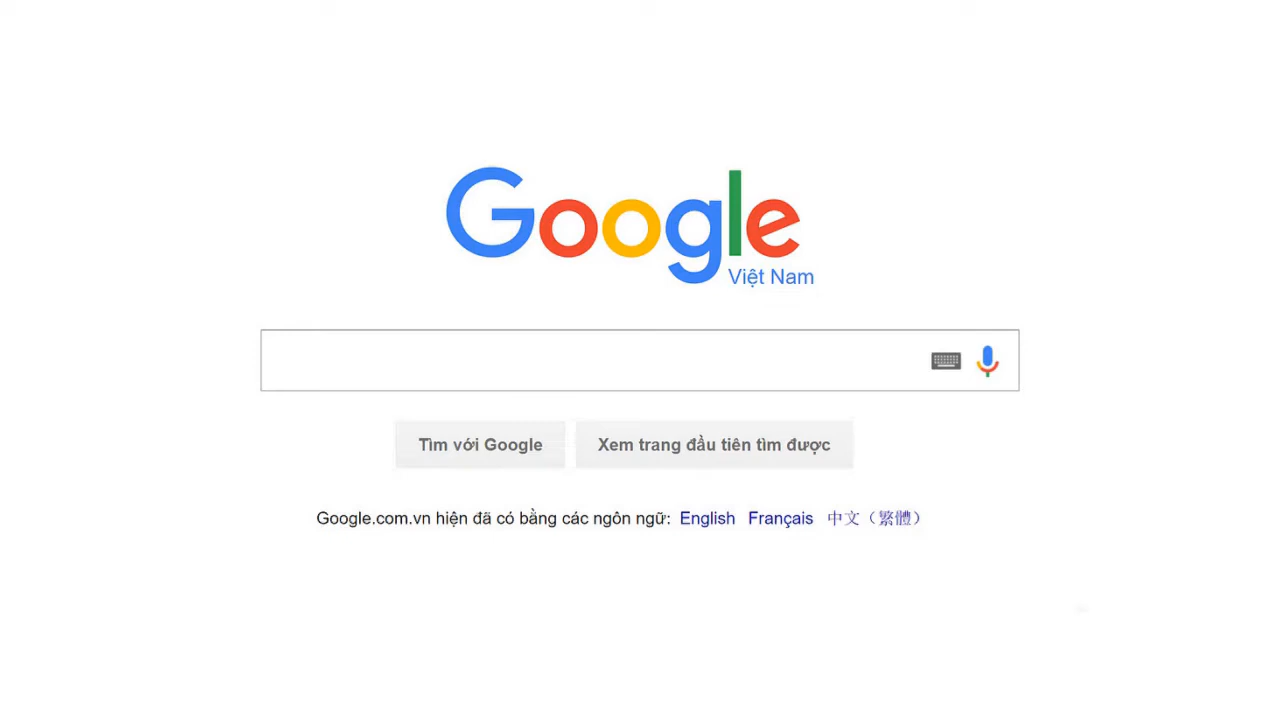 Google
Việt Nam
Tìm với Google Xem trang đầu tiên tìm được
Google.com.vn hiện đã có bằng các ngôn ngữ: English Français 中文（繁體）